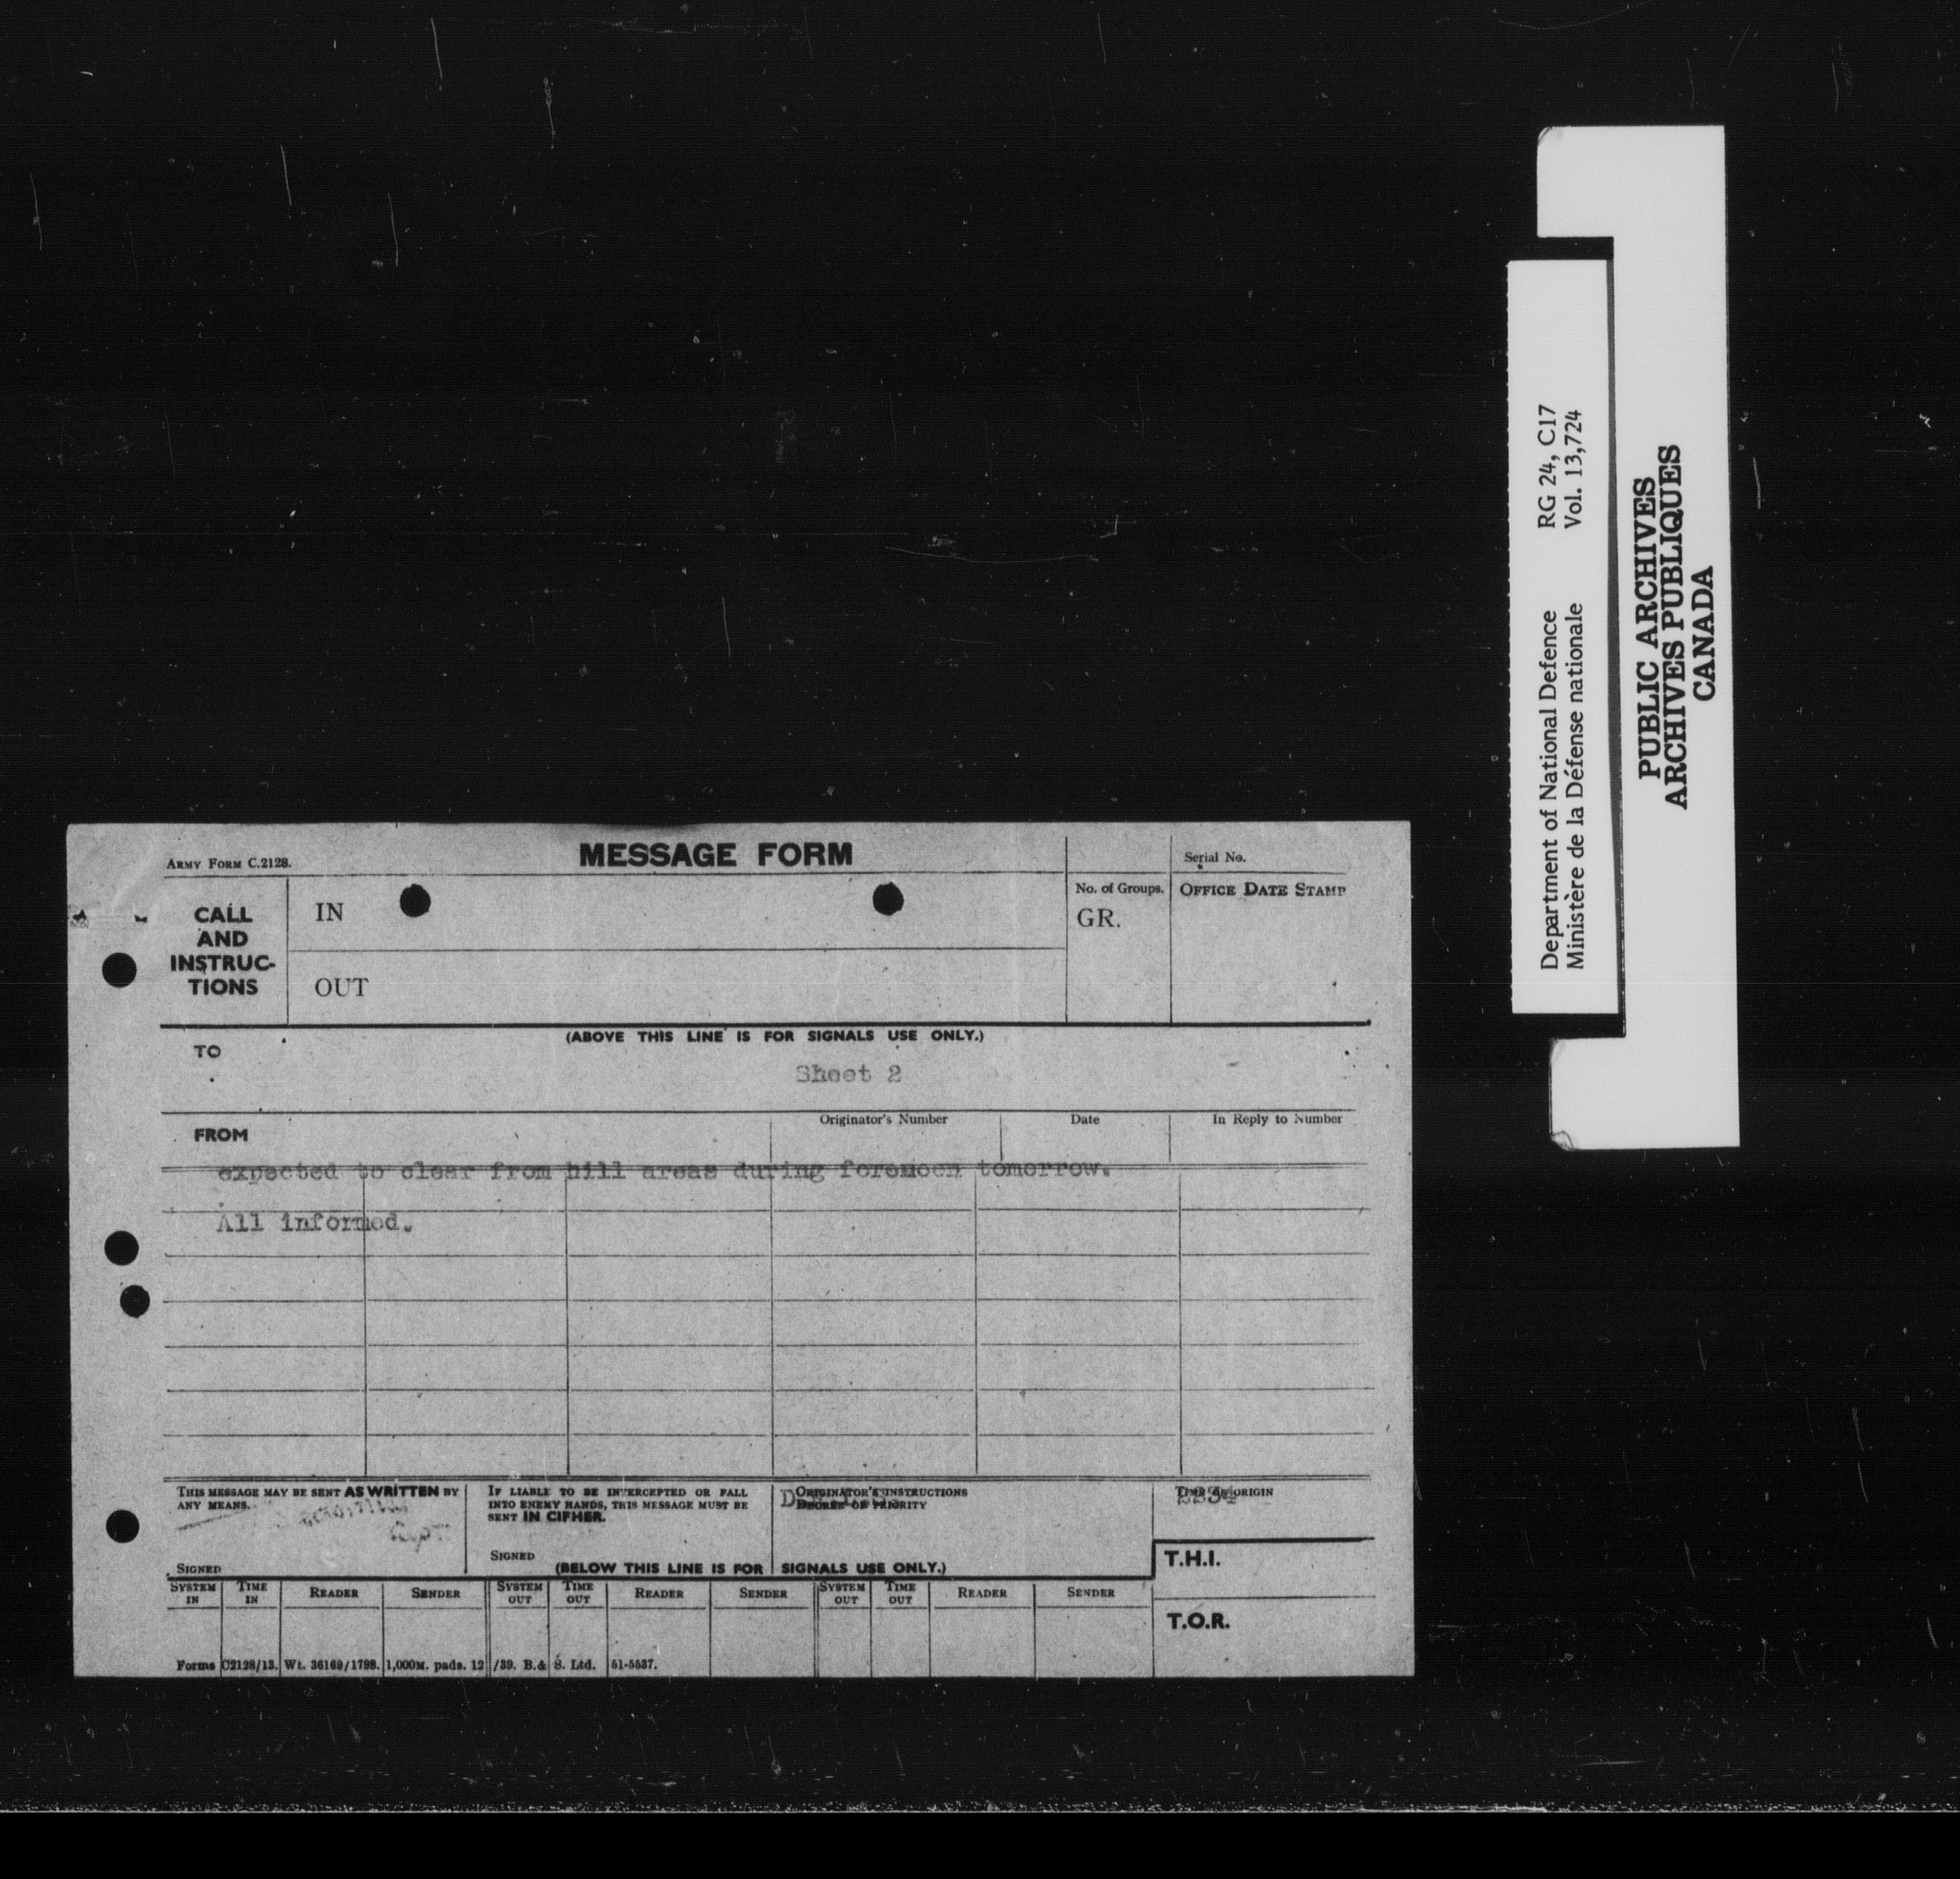 ARMY FORM C.2128.
MESSAGE FORM
Serial No.
CALL
AND
INSTRUC-
TIONS
IN
OUT
No. of Groups.
GR.
OFFICE DATE STAMP
(ABOVE THIS LINE IS FOR SIGNALS USE ONLY.)
TO
Sheet 2
FROM
Originator's Number
Date
In Reply to Number
expected to clear from hill areas during forenoon tomorrow.
All informed.
THIS MESSAGE MAY BE SENT AS WRITTEN BY
ANY MEANS.
Capt
SIGNED
IF LIABLE TO BE INTERCEPTED OR FALL
INTO ENEMY HANDS, THIS MESSAGE MUST BE
SENT IN CIPHER.
SIGNED
ORIGINATOR'S INSTRUCTIONS
DEGREE OF PRIORITY
TIME OF ORIGIN
2234
(BELOW THIS LINE IS FOR SIGNALS USE ONLY.)
T.H.I.
T.O.R.
SYSTEM IN
TIME IN
READER
SENDER
SYSTEM OUT
TIME OUT
READER
SENDER
SYSTEM OUT
TIME OUT
READER
SENDER
Forms C2128/13. Wt. 36169/1798. 1,000M. pads. 12/39. B.& S. Ltd. 51-5537.
Department of National Defence RG 24, C17
Ministère de la Défense nationale Vol. 13,724
PUBLIC ARCHIVES
ARCHIVES PUBLIQUES
CANADA